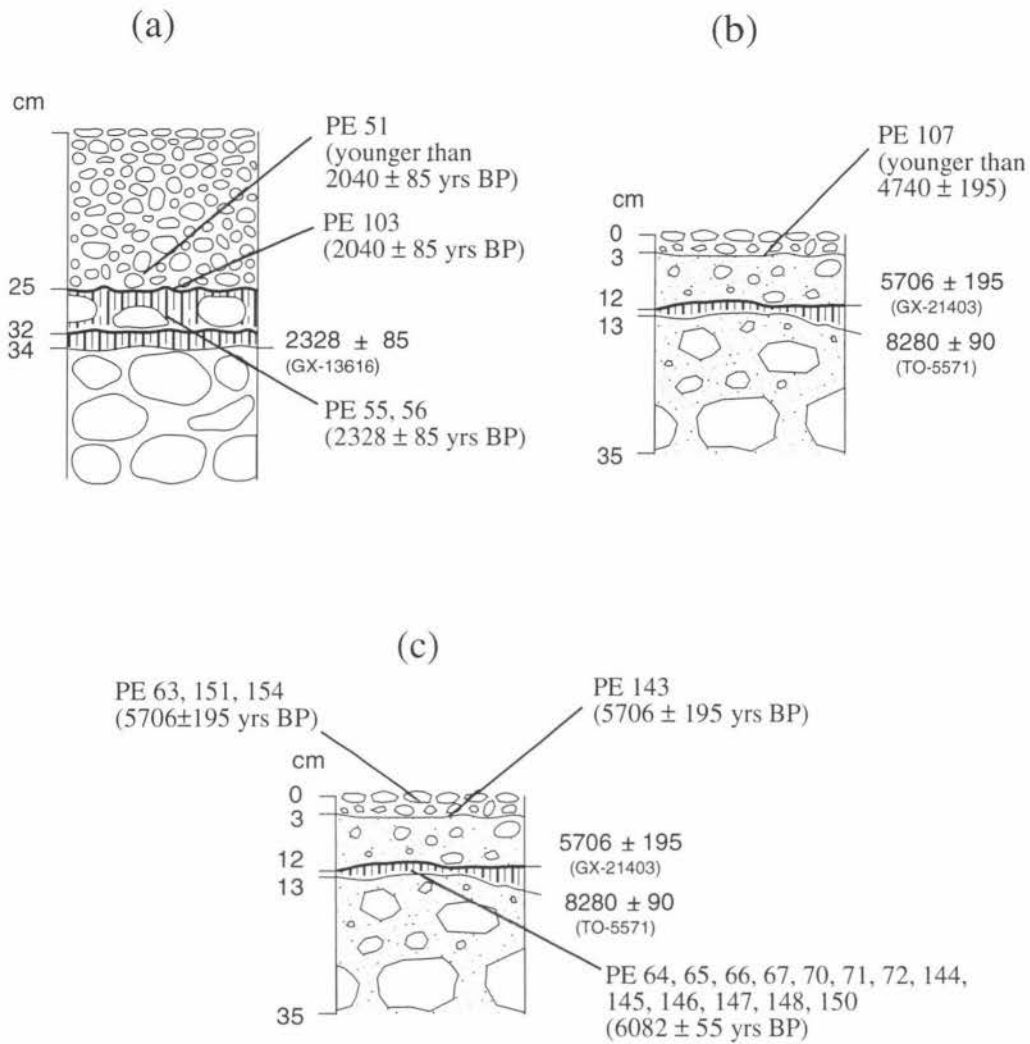 (a)
cm
25
32
34
PE 51
(younger than
2040 ± 85 yrs BP)
PE 103
(2040 ± 85 yrs BP)
2328 ± 85
(GX-13616)
PE 55, 56
(2328 ± 85 yrs BP)
(b)
PE 107
(younger than
4740 ± 195)
cm
0
3
12
13
35
5706 ± 195
(GX-21403)
8280 ± 90
(TO-5571)
(c)
PE 63, 151, 154
(5706±195 yrs BP)
PE 143
(5706 ± 195 yrs BP)
cm
0
3
12
13
35
5706 ± 195
(GX-21403)
8280 ± 90
(TO-5571)
PE 64, 65, 66, 67, 70, 71, 72, 144,
145, 146, 147, 148, 150
(6082 ± 55 yrs BP)